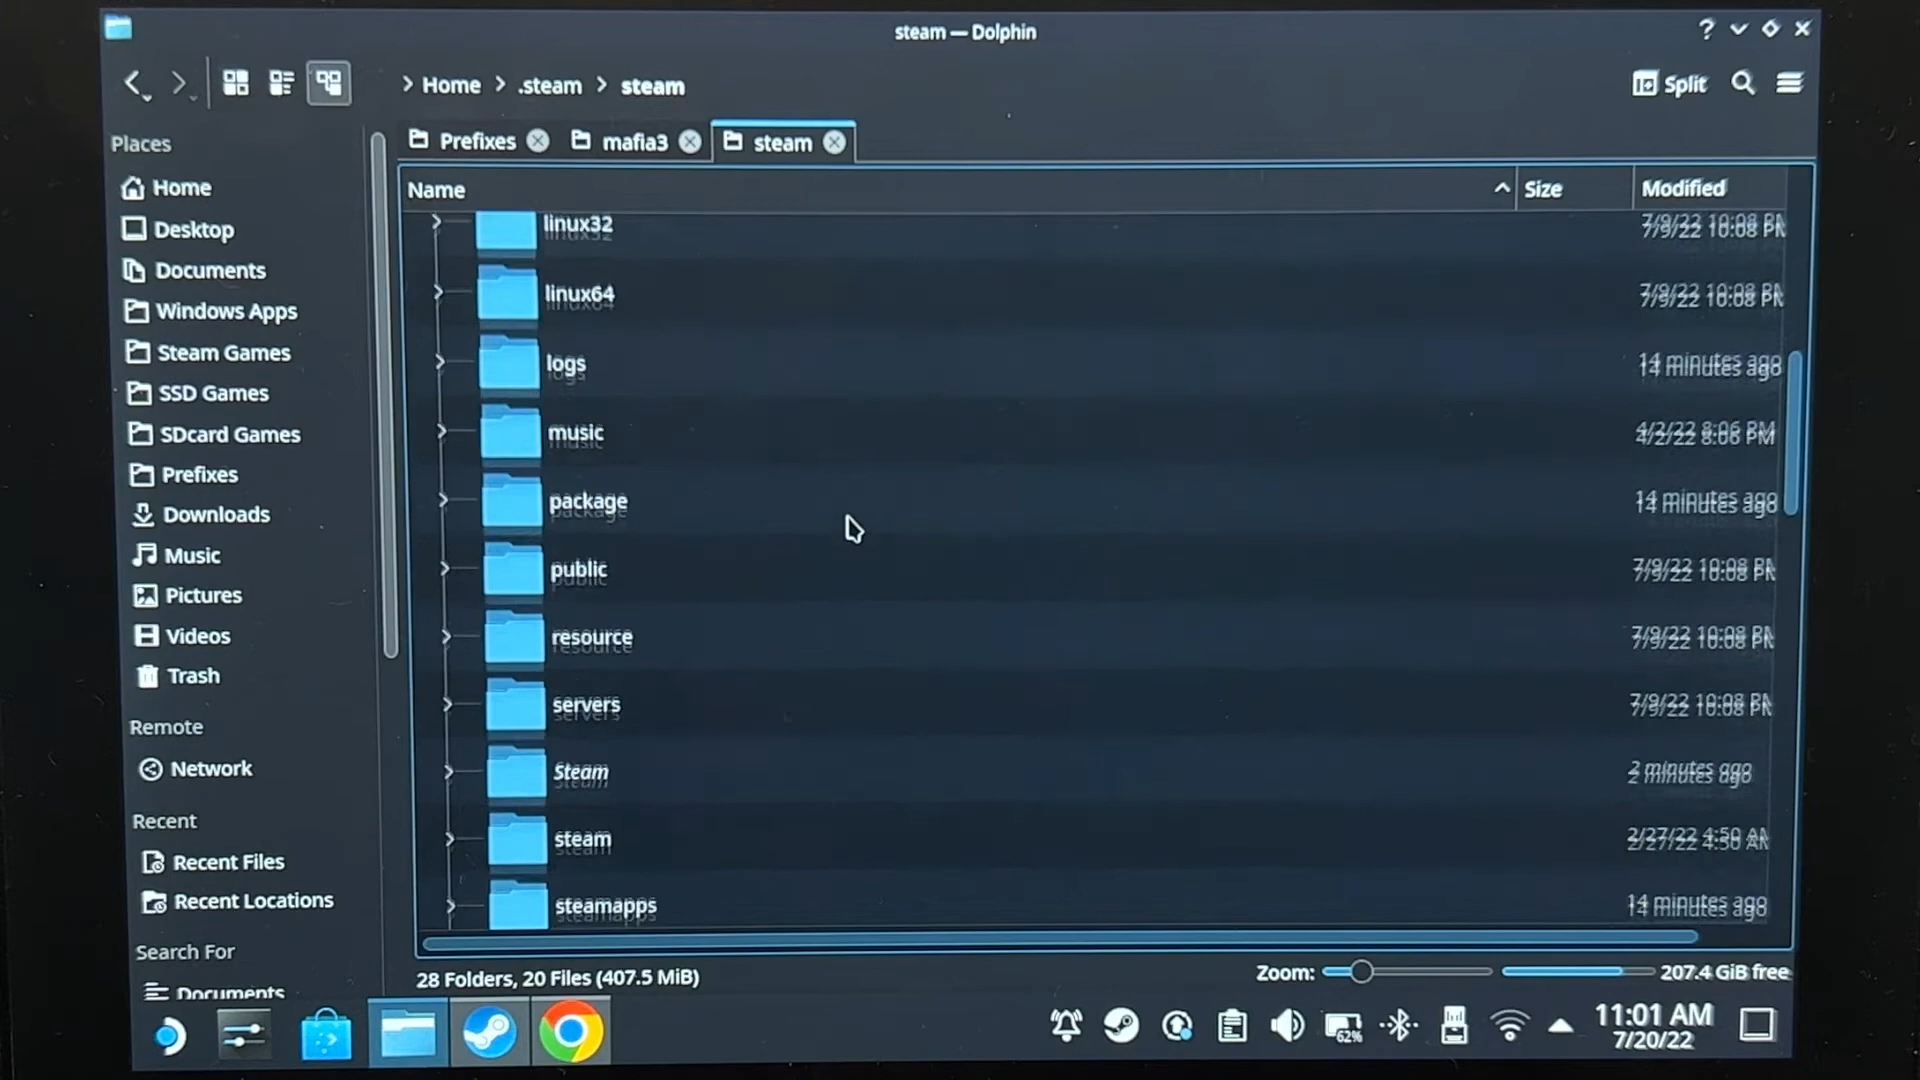 steam — Dolphin
Home > .steam > steam
Split
Prefixes
mafia3
steam
Places
Home
Desktop
Documents
Windows Apps
Steam Games
SSD Games
SDcard Games
Prefixes
Downloads
Music
Pictures
Videos
Trash
Remote
Network
Recent
Recent Files
Recent Locations
Search For
Documents
Name Size Modified
linux32 7/9/22 10:08 PM
linux64 7/9/22 10:08 PM
logs 14 minutes ago
music 4/2/22 8:06 PM
package 14 minutes ago
public 7/9/22 10:08 PM
resource 7/9/22 10:08 PM
servers 7/9/22 10:08 PM
Steam 2 minutes ago
steam 2/27/22 4:50 AM
steamapps 14 minutes ago
28 Folders, 20 Files (407.5 MiB)
Zoom:
207.4 GiB free
62%
11:01 AM
7/20/22